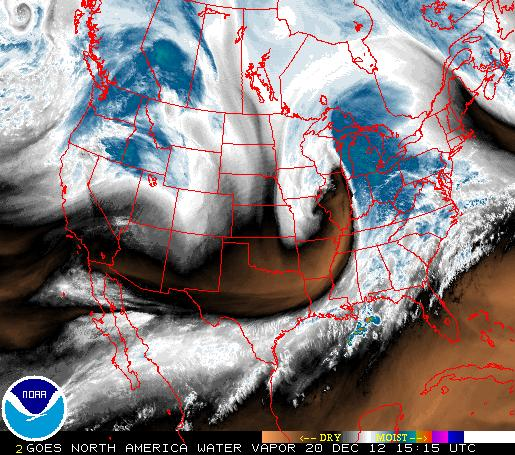 NOAA
<-- DRY MOIST-->
2 GOES NORTH AMERICA WATER VAPOR 20 DEC 12 15:15 UTC